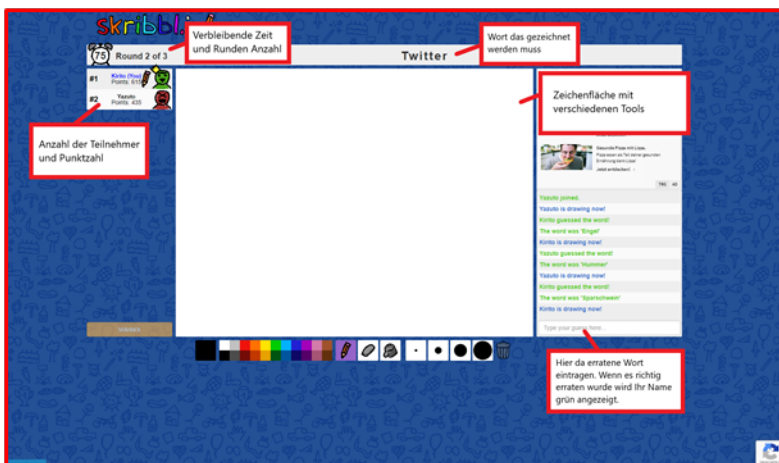 skribbl.i
Verbleibende Zeit
und Runden Anzahl
75
Round 2 of 3
Twitter
Wort das gezeichnet
werden muss
#1
Kirito (You)
Points: 615
#2
Yazuto
Points: 435
Zeichenfläche mit
verschiedenen Tools
Anzahl der Teilnehmer
und Punktzahl
Yazuto joined.
Yazuto is drawing now!
Kirito guessed the word!
The word was 'Engel'
Kirito is drawing now!
Yazuto guessed the word!
The word was 'Hummer'
Yazuto is drawing now!
Kirito guessed the word!
The word was 'Sparschwein'
Kirito is drawing now!
Type your guess here...
Hier da erratene Wort
eintragen. Wenn es richtig
erraten wurde wird Ihr Name
grün angezeigt.